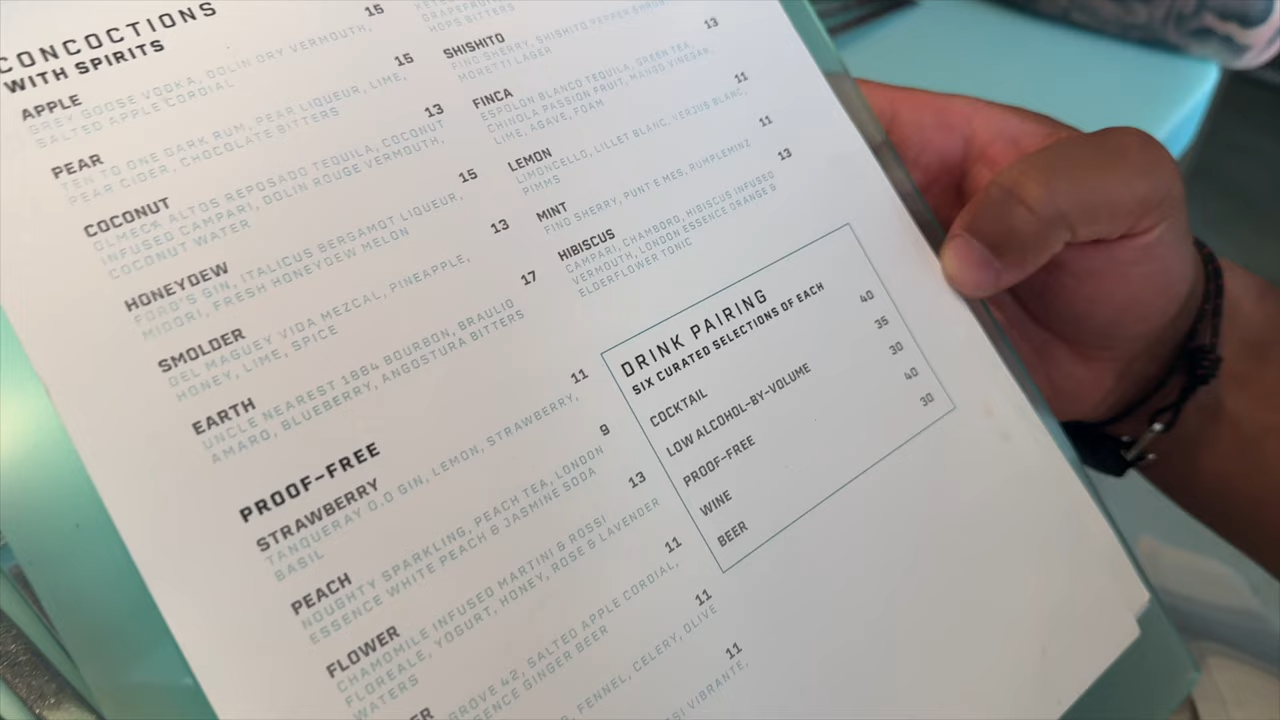 CONCOCTIONS
WITH SPIRITS
APPLE 15
GREY GOOSE VODKA, DOLIN DRY VERMOUTH,
SALTED APPLE CORDIAL
PEAR 15
TEN TO ONE DARK RUM, PEAR LIQUEUR, LIME,
PEAR CIDER, CHOCOLATE BITTERS
COCONUT 13
OLMECA ALTOS REPOSADO TEQUILA, COCONUT
INFUSED CAMPARI, DOLIN ROUGE VERMOUTH,
COCONUT WATER
HONEYDEW 15
FORD'S GIN, ITALICUS BERGAMOT LIQUEUR,
MIDORI, FRESH HONEYDEW MELON
SMOLDER 13
DEL MAGUEY VIDA MEZCAL, PINEAPPLE,
HONEY, LIME, SPICE
EARTH 17
UNCLE NEAREST 1884 BOURBON, BRAULIO
AMARO, BLUEBERRY, ANGOSTURA BITTERS
PROOF-FREE
STRAWBERRY 11
TANQUERAY 0.0 GIN, LEMON, STRAWBERRY,
BASIL
PEACH 9
NOUGHTY SPARKLING, PEACH TEA, LONDON
ESSENCE WHITE PEACH & JASMINE SODA
FLOWER 13
CHAMOMILE INFUSED MARTINI & ROSSI
FLOREALE, YOGURT, HONEY, ROSE & LAVENDER
WATERS
11
GROVE 42, SALTED APPLE CORDIAL,
GINGER BEER
11
FENNEL, CELERY, OLIVE
11
VIBRANTE,
HOPS BITTERS
SHISHITO 13
FINO SHERRY, SHISHITO PEPPER SHRUB,
MORETTI LAGER
FINCA
ESPOLON BLANCO TEQUILA, GREEN TEA,
CHINOLA PASSION FRUIT, MANGO VINEGAR,
LIME, AGAVE, FOAM
LEMON 11
LIMONCELLO, LILLET BLANC, VERJUS BLANC,
PIMMS
MINT 11
FINO SHERRY, PUNT E MES, RUMPLEMINZ
HIBISCUS 13
CAMPARI, CHAMBORD, HIBISCUS INFUSED
VERMOUTH, LONDON ESSENCE ORANGE &
ELDERFLOWER TONIC
DRINK PAIRING
SIX CURATED SELECTIONS OF EACH
COCKTAIL 40
LOW ALCOHOL-BY-VOLUME 35
PROOF-FREE 30
WINE 40
BEER 30